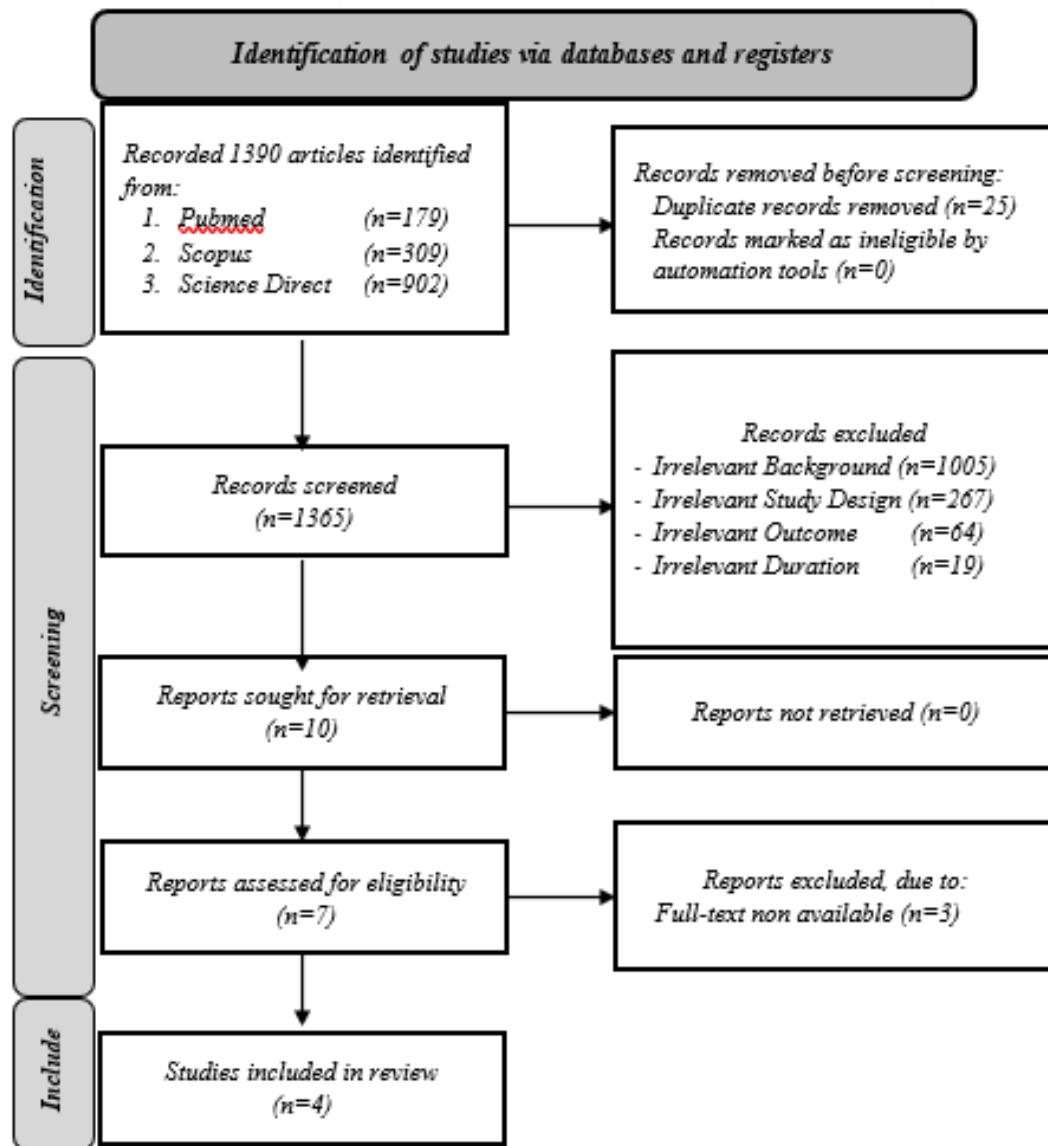 Identification of studies via databases and registers
Identification
Recorded 1390 articles identified
from:
1. Pubmed (n=179)
2. Scopus (n=309)
3. Science Direct (n=902)
Records removed before screening:
Duplicate records removed (n=25)
Records marked as ineligible by
automation tools (n=0)
Screening
Records screened
(n=1365)
Records excluded
- Irrelevant Background (n=1005)
- Irrelevant Study Design (n=267)
- Irrelevant Outcome (n=64)
- Irrelevant Duration (n=19)
Reports sought for retrieval
(n=10)
Reports not retrieved (n=0)
Reports assessed for eligibility
(n=7)
Reports excluded, due to:
Full-text non available (n=3)
Include
Studies included in review
(n=4)